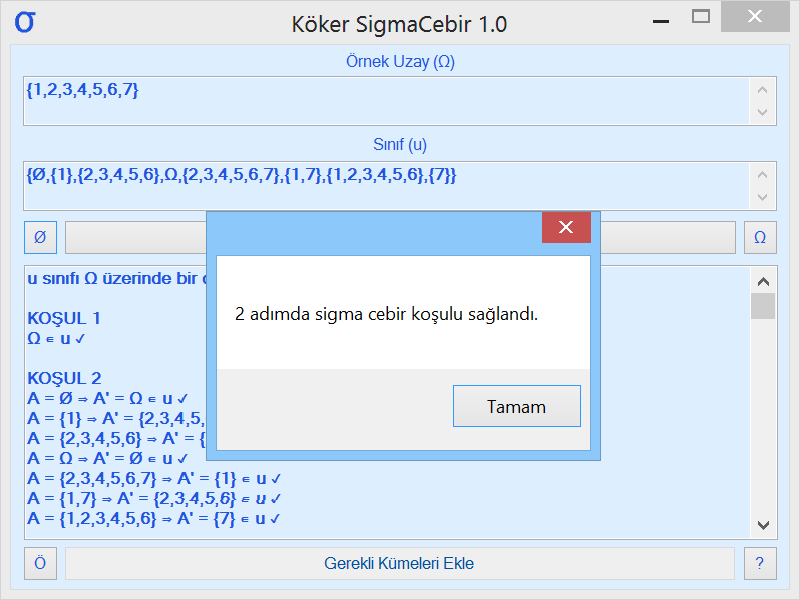 σ
Köker SigmaCebir 1.0
Örnek Uzay (Ω)
{1,2,3,4,5,6,7}
Sınıf (u)
{Ø,{1},{2,3,4,5,6},Ω,{2,3,4,5,6,7},{1,7},{1,2,3,4,5,6},{7}}
Ø
Ω
u sınıfı Ω üzerinde bir
KOŞUL 1
Ω ∊ u ✓
KOŞUL 2
A = Ø ⇒ A' = Ω ∊ u ✓
A = {1} ⇒ A' = {2,3,4,5,
A = {2,3,4,5,6} ⇒ A' = {
A = Ω ⇒ A' = Ø ∊ u ✓
A = {2,3,4,5,6,7} ⇒ A' = {1} ∊ u ✓
A = {1,7} ⇒ A' = {2,3,4,5,6} ∊ u ✓
A = {1,2,3,4,5,6} ⇒ A' = {7} ∊ u ✓
2 adımda sigma cebir koşulu sağlandı.
Tamam
Ö
Gerekli Kümeleri Ekle
?